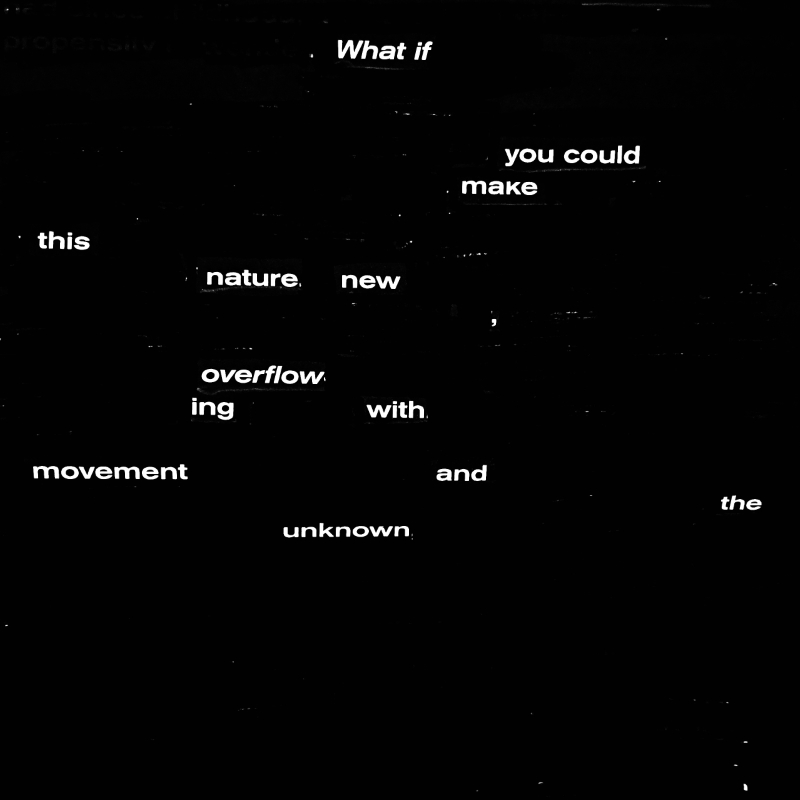 What if
you could
make
this
nature new
,
overflow
ing with
movement and
the
unknown